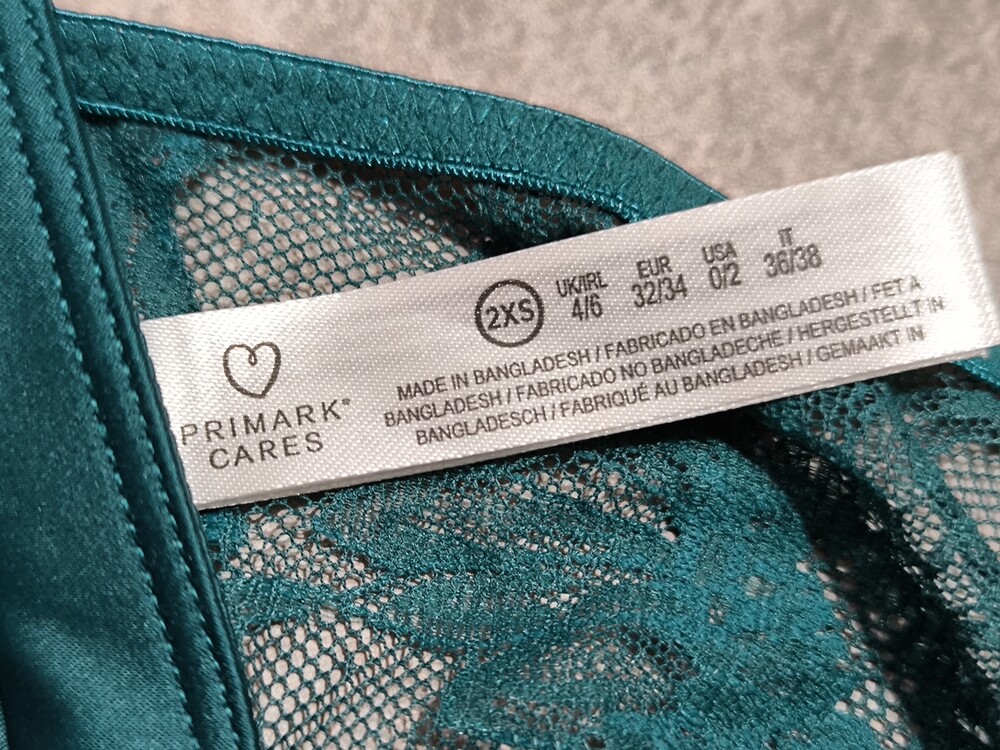 PRIMARK®
CARES
2XS
UK/IRL EUR USA IT
4/6 32/34 0/2 36/38
MADE IN BANGLADESH / FABRICADO EN BANGLADESH / FET A
BANGLADESH / FABRICADO NO BANGLADECHE / HERGESTELLT IN
BANGLADESCH / FABRIQUÉ AU BANGLADESH / GEMAAKT IN